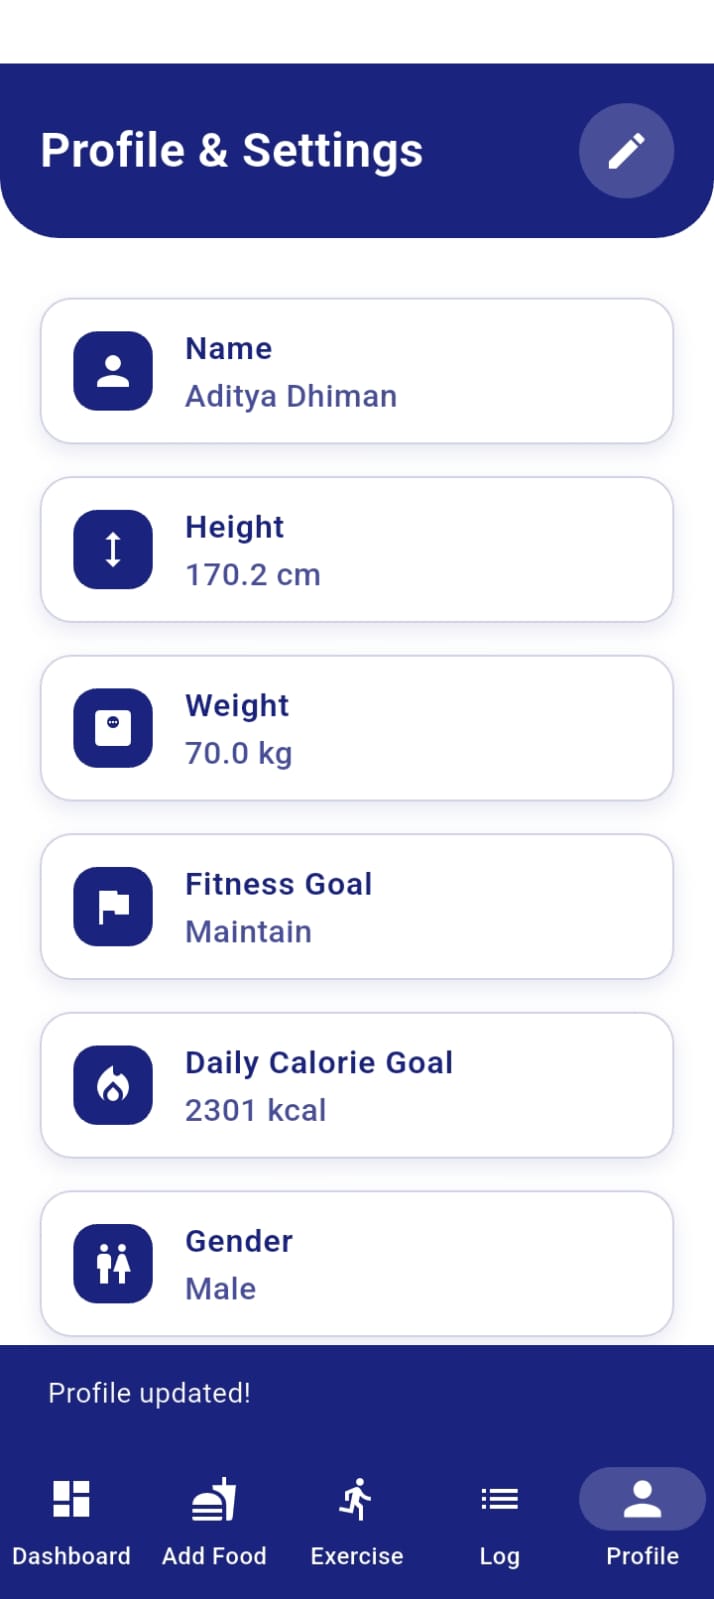 Profile & Settings
Name
Aditya Dhiman
Height
170.2 cm
Weight
70.0 kg
Fitness Goal
Maintain
Daily Calorie Goal
2301 kcal
Gender
Male
Profile updated!
Dashboard Add Food Exercise Log Profile